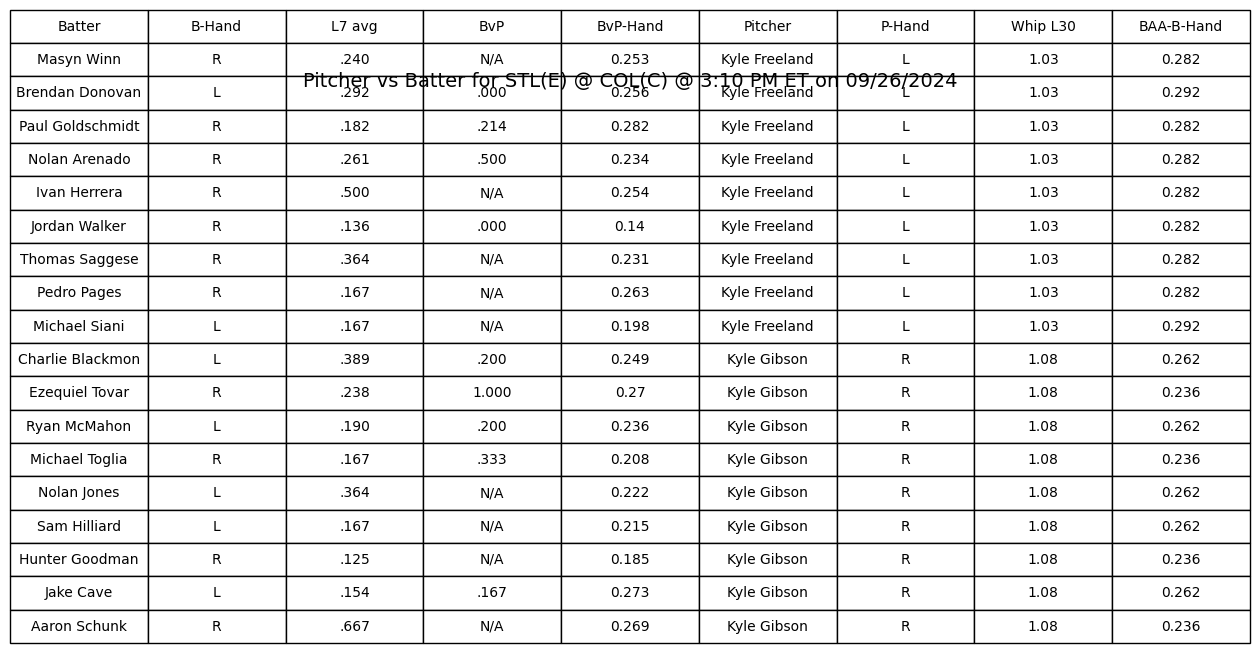 Batter B-Hand L7 avg BvP BvP-Hand Pitcher P-Hand Whip L30 BAA-B-Hand
Masyn Winn R .240 N/A 0.253 Kyle Freeland L 1.03 0.282
Pitcher vs Batter for STL(E) @ COL(C) @ 3:10 PM ET on 09/26/2024
Brendan Donovan L .292 .000 0.256 Kyle Freeland L 1.03 0.292
Paul Goldschmidt R .182 .214 0.282 Kyle Freeland L 1.03 0.282
Nolan Arenado R .261 .500 0.234 Kyle Freeland L 1.03 0.282
Ivan Herrera R .500 N/A 0.254 Kyle Freeland L 1.03 0.282
Jordan Walker R .136 .000 0.14 Kyle Freeland L 1.03 0.282
Thomas Saggese R .364 N/A 0.231 Kyle Freeland L 1.03 0.282
Pedro Pages R .167 N/A 0.263 Kyle Freeland L 1.03 0.282
Michael Siani L .167 N/A 0.198 Kyle Freeland L 1.03 0.292
Charlie Blackmon L .389 .200 0.249 Kyle Gibson R 1.08 0.262
Ezequiel Tovar R .238 1.000 0.27 Kyle Gibson R 1.08 0.236
Ryan McMahon L .190 .200 0.236 Kyle Gibson R 1.08 0.262
Michael Toglia R .167 .333 0.208 Kyle Gibson R 1.08 0.236
Nolan Jones L .364 N/A 0.222 Kyle Gibson R 1.08 0.262
Sam Hilliard L .167 N/A 0.215 Kyle Gibson R 1.08 0.262
Hunter Goodman R .125 N/A 0.185 Kyle Gibson R 1.08 0.236
Jake Cave L .154 .167 0.273 Kyle Gibson R 1.08 0.262
Aaron Schunk R .667 N/A 0.269 Kyle Gibson R 1.08 0.236